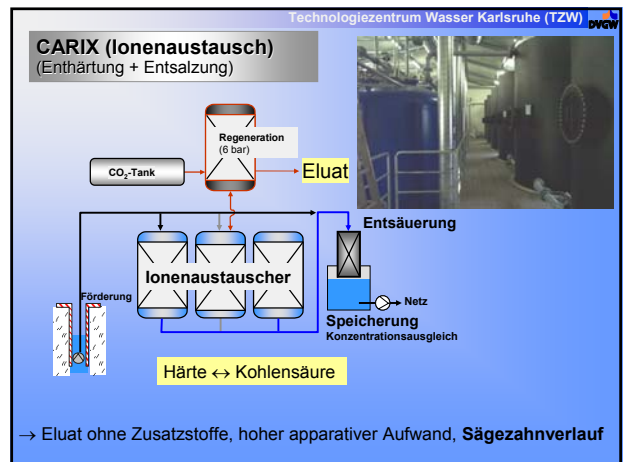 Technologiezentrum Wasser Karlsruhe (TZW)
DVGW
CARIX (Ionenaustausch)
(Enthärtung + Entsalzung)
Regeneration
(6 bar)
CO₂-Tank
Eluat
Entsäuerung
Ionenaustauscher
Förderung
Netz
Speicherung
Konzentrationsausgleich
Härte ↔ Kohlensäure
→ Eluat ohne Zusatzstoffe, hoher apparativer Aufwand, Sägezahnverlauf